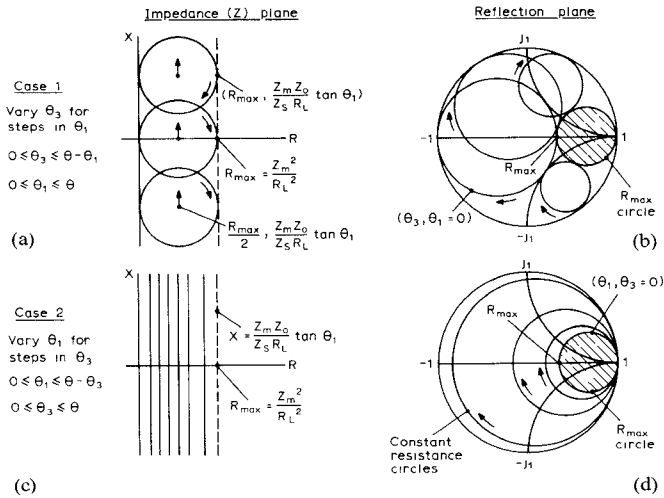 Impedance (Z) plane
Reflection plane
Case 1
Vary θ3 for
steps in θ1
0≤θ3≤θ-θ1
0≤θ1≤θ
X
R
(Rmax, ZmZo/ZSRL tan θ1)
Rmax = Zm²/RL²
Rmax/2, ZmZo/ZSRL tan θ1
(a)
J1
-1
1
Rmax
Rmax
circle
(θ3,θ1=0)
-J1
(b)
Case 2
Vary θ1 for
steps in θ3
0≤θ1≤θ-θ3
0≤θ3≤θ
X
R
X = ZmZo/ZSRL tan θ1
Rmax = Zm²/RL²
(c)
J1
(θ1,θ3=0)
Rmax
-1
1
Rmax
circle
Constant
resistance
circles
-J1
(d)